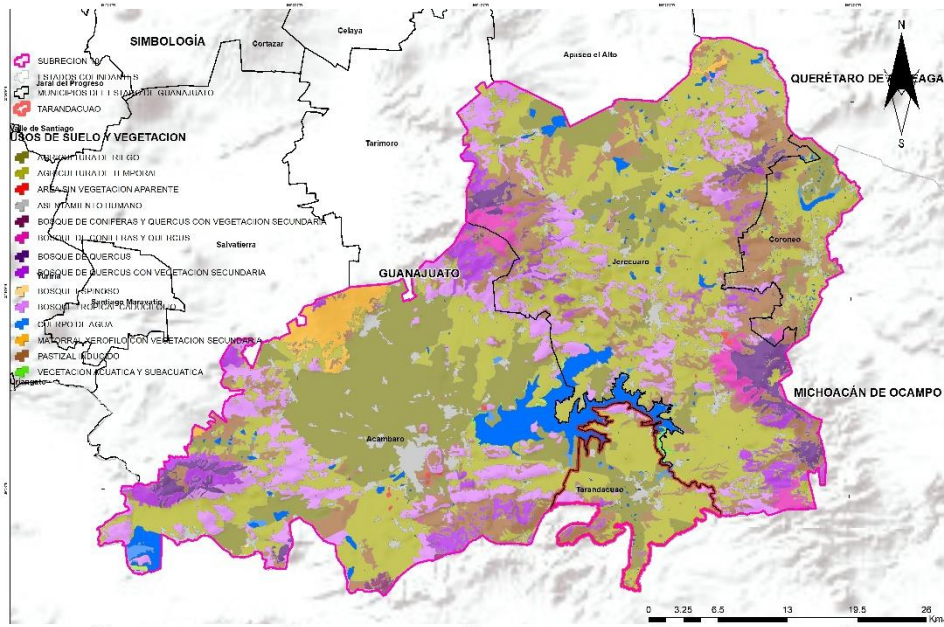 SIMBOLOGÍA
SUBREGION 10
ESTADOS COLINDANTES
MUNICIPIOS DEL ESTADO DE GUANAJUATO
TARANDACUAO
USOS DE SUELO Y VEGETACION
AGRICULTURA DE RIEGO
AGRICULTURA DE TEMPORAL
AREA SIN VEGETACION APARENTE
ASENTAMIENTO HUMANO
BOSQUE DE CONIFERAS Y QUERCUS CON VEGETACION SECUNDARIA
BOSQUE DE CONIFERAS Y QUERCUS
BOSQUE DE QUERCUS
BOSQUE DE QUERCUS CON VEGETACION SECUNDARIA
BOSQUE ESPINOSO
BOSQUE TROPICAL CADUCIFOLIO
CUERPO DE AGUA
MATORRAL XEROFILO CON VEGETACION SECUNDARIA
PASTIZAL INDUCIDO
VEGETACION ACUATICA Y SUBACUATICA
Cortazar
Celaya
Jaral del Progreso
Valle de Santiago
Tarimoro
Salvatierra
Yuriria
Santiago Maravatio
Uriangato
Apaseo el Alto
QUERÉTARO DE ARTEAGA
N
S
Coroneo
Jerecuaro
GUANAJUATO
MICHOACÁN DE OCAMPO
Acambaro
Tarandacuao
0 3.25 6.5 13 19.5 26
Km